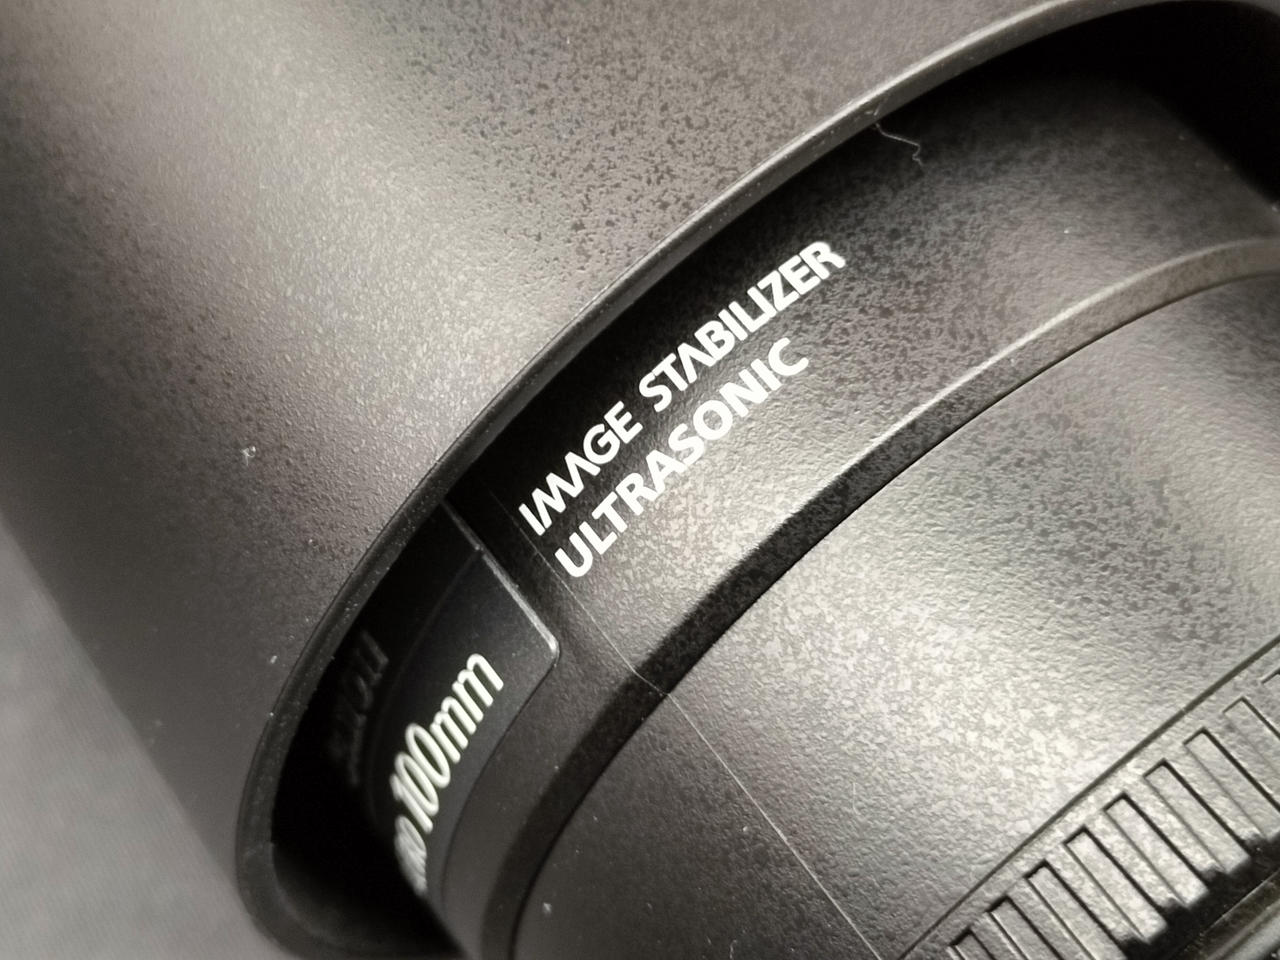 IMAGE STABILIZER
ULTRASONIC
100mm